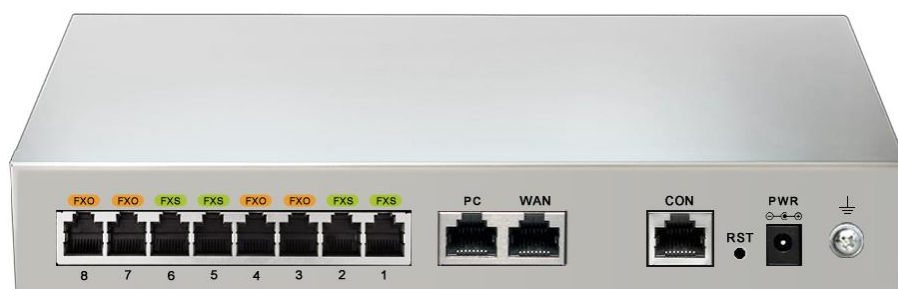 FXO FXO FXS FXS FXO FXO FXS FXS
PC WAN CON PWR
RST
8 7 6 5 4 3 2 1